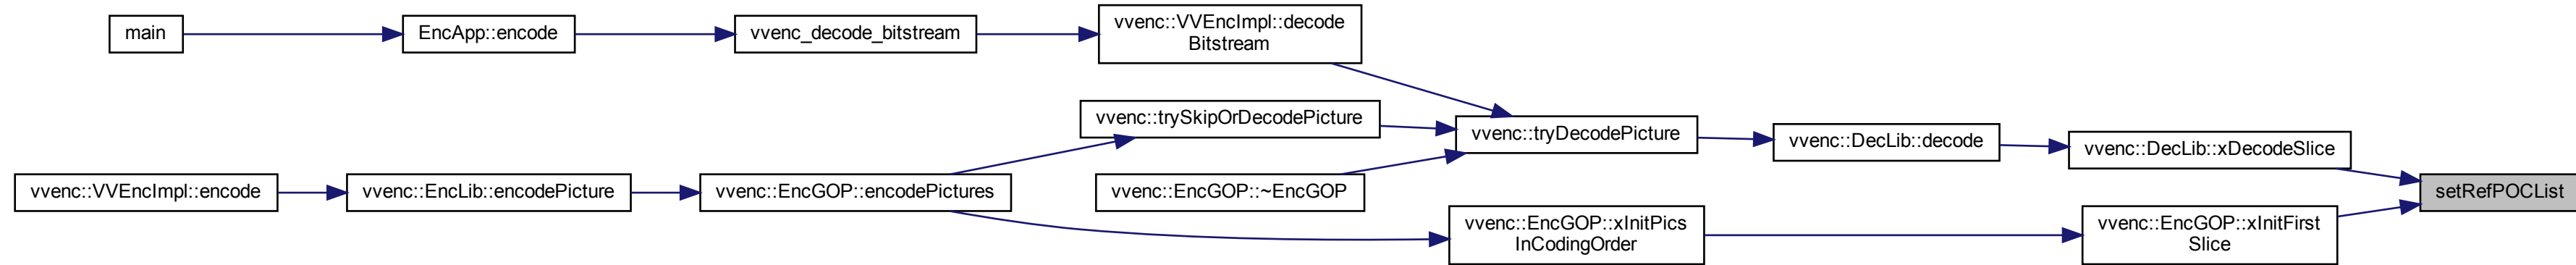 main
EncApp::encode
vvenc_decode_bitstream
vvenc::VVEncImpl::decode
Bitstream
vvenc::trySkipOrDecodePicture
vvenc::tryDecodePicture
vvenc::DecLib::decode
vvenc::DecLib::xDecodeSlice
vvenc::VVEncImpl::encode
vvenc::EncLib::encodePicture
vvenc::EncGOP::encodePictures
vvenc::EncGOP::~EncGOP
setRefPOCList
vvenc::EncGOP::xInitPics
InCodingOrder
vvenc::EncGOP::xInitFirst
Slice